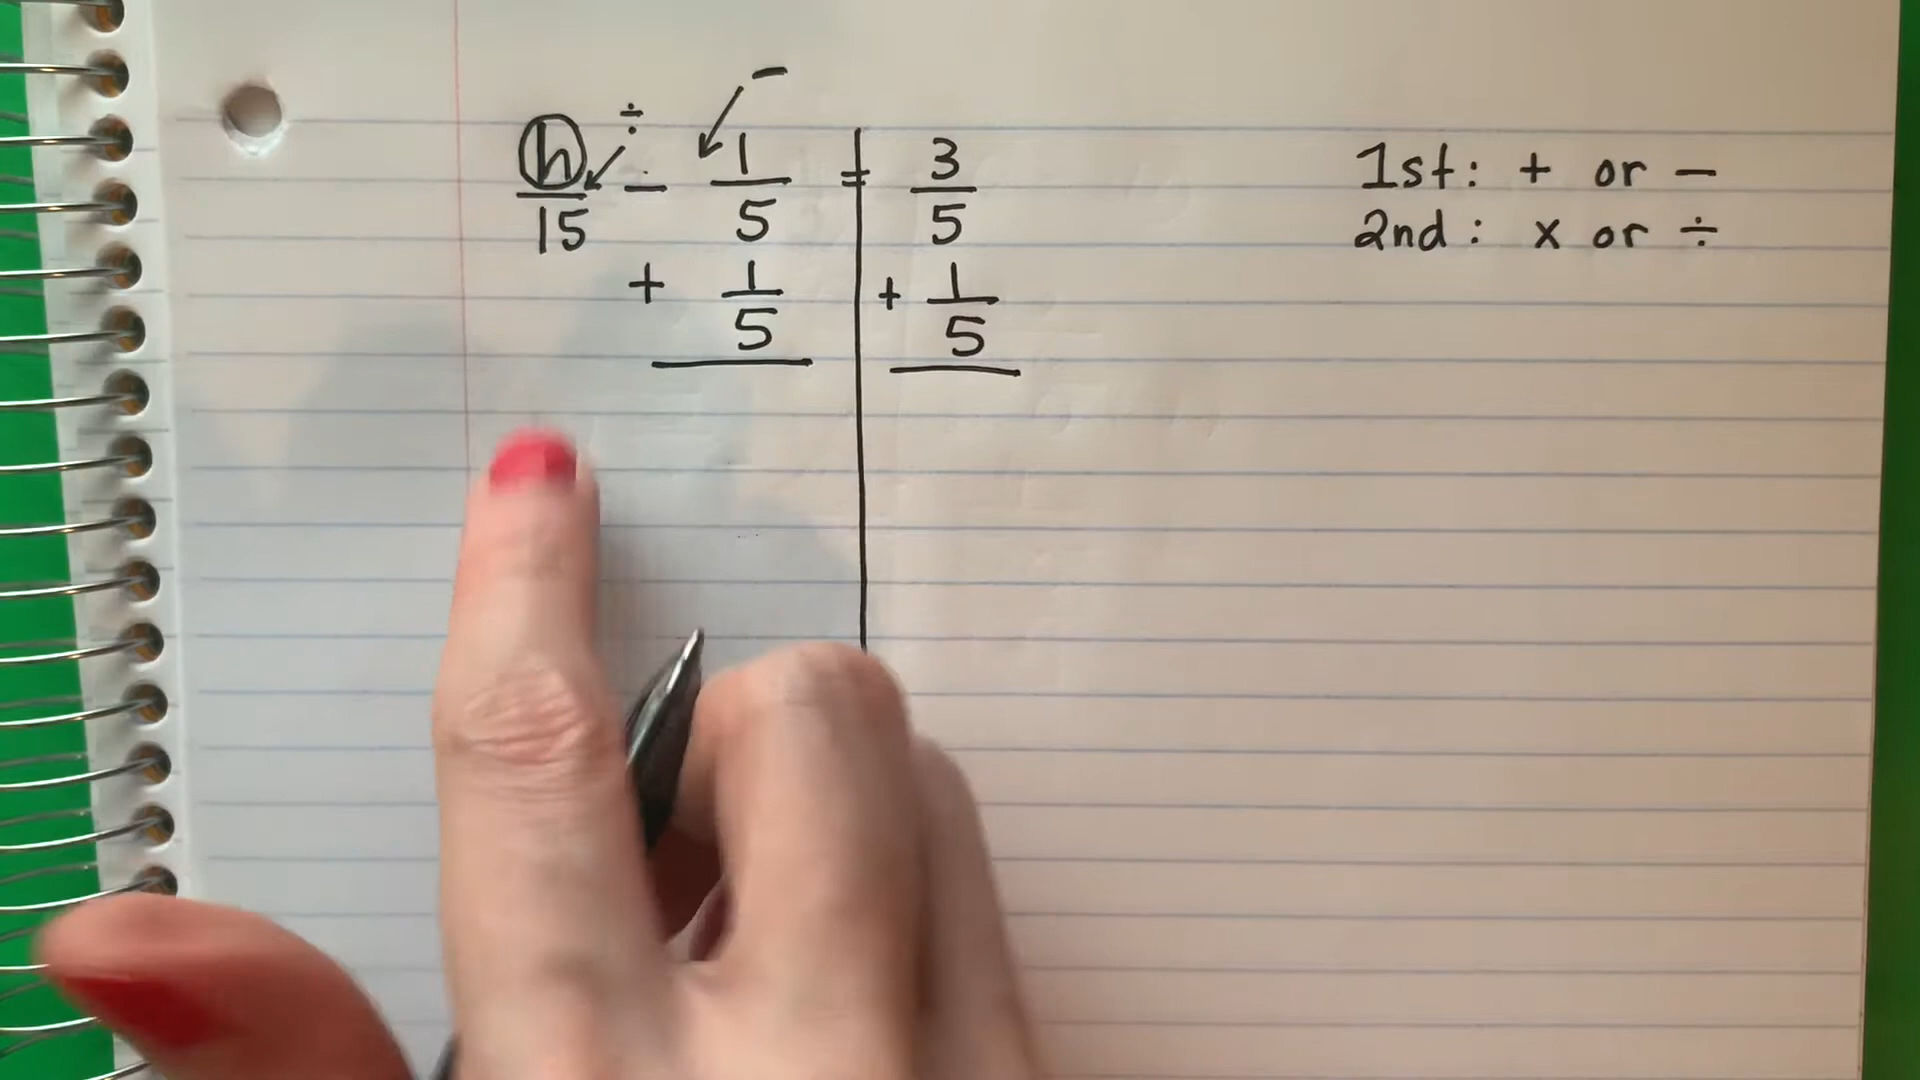 ÷ −
h/15 − 1/5 = 3/5
+ 1/5 + 1/5
1st: + or −
2nd: x or ÷